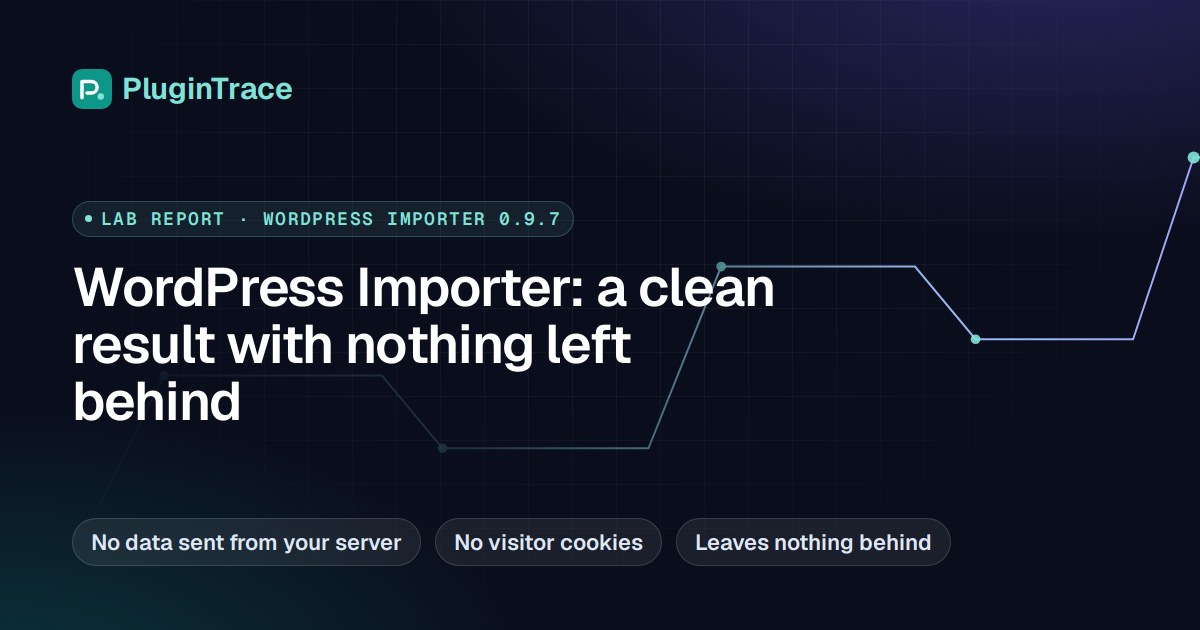 PluginTrace
LAB REPORT · WORDPRESS IMPORTER 0.9.7
WordPress Importer: a clean
result with nothing left
behind
No data sent from your server
No visitor cookies
Leaves nothing behind